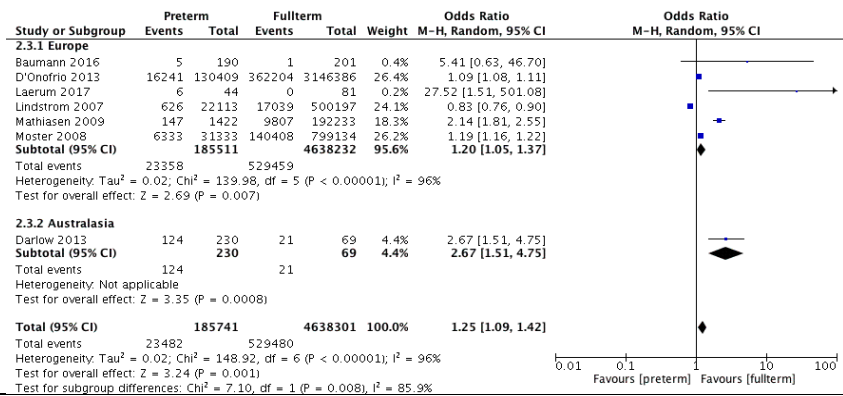 Preterm Fullterm Odds Ratio Odds Ratio
Study or Subgroup Events Total Events Total Weight M-H, Random, 95% CI M-H, Random, 95% CI
2.3.1 Europe
Baumann 2016 5 190 1 201 0.4% 5.41 [0.63, 46.70]
D'Onofrio 2013 16241 130409 362204 3146386 26.4% 1.09 [1.08, 1.11]
Laerum 2017 6 44 0 81 0.2% 27.52 [1.51, 501.08]
Lindstrom 2007 626 22113 17039 500197 24.1% 0.83 [0.76, 0.90]
Mathiasen 2009 147 1422 9807 192233 18.3% 2.14 [1.81, 2.55]
Moster 2008 6333 31333 140408 799134 26.2% 1.19 [1.16, 1.22]
Subtotal (95% CI) 185511 4638232 95.6% 1.20 [1.05, 1.37]
Total events 23358 529459
Heterogeneity: Tau² = 0.02; Chi² = 139.98, df = 5 (P < 0.00001); I² = 96%
Test for overall effect: Z = 2.69 (P = 0.007)
2.3.2 Australasia
Darlow 2013 124 230 21 69 4.4% 2.67 [1.51, 4.75]
Subtotal (95% CI) 230 69 4.4% 2.67 [1.51, 4.75]
Total events 124 21
Heterogeneity: Not applicable
Test for overall effect: Z = 3.35 (P = 0.0008)
Total (95% CI) 185741 4638301 100.0% 1.25 [1.09, 1.42]
Total events 23482 529480
Heterogeneity: Tau² = 0.02; Chi² = 148.92, df = 6 (P < 0.00001); I² = 96%
Test for overall effect: Z = 3.24 (P = 0.001)
Test for subgroup differences: Chi² = 7.10, df = 1 (P = 0.008), I² = 85.9%
0.01 0.1 1 10 100
Favours [preterm] Favours [fullterm]